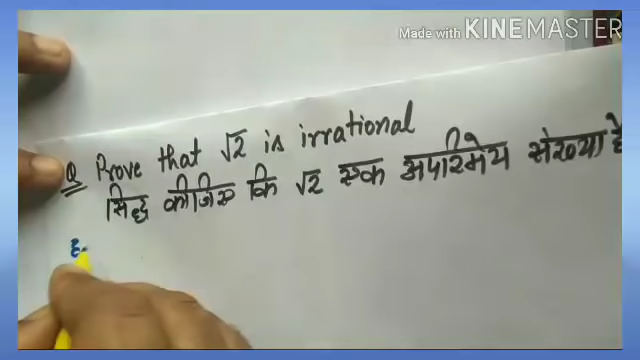 Made with KINEMASTER
Q Prove that √2 is irrational
सिद्ध कीजिए कि √2 एक अपरिमेय संख्या है
ह